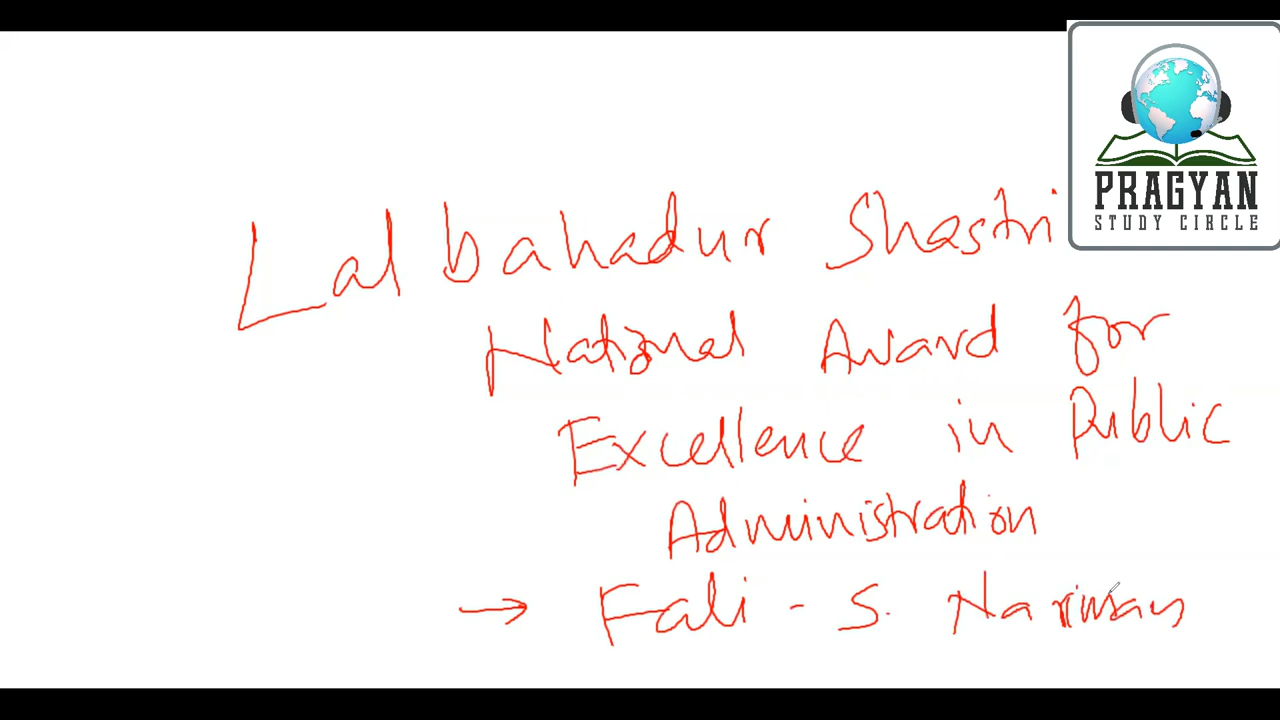 PRAGYAN
STUDY CIRCLE
Lal bahadur Shastri
National Award for
Excellence in Public
Administration
→ Fali - S. Nariman